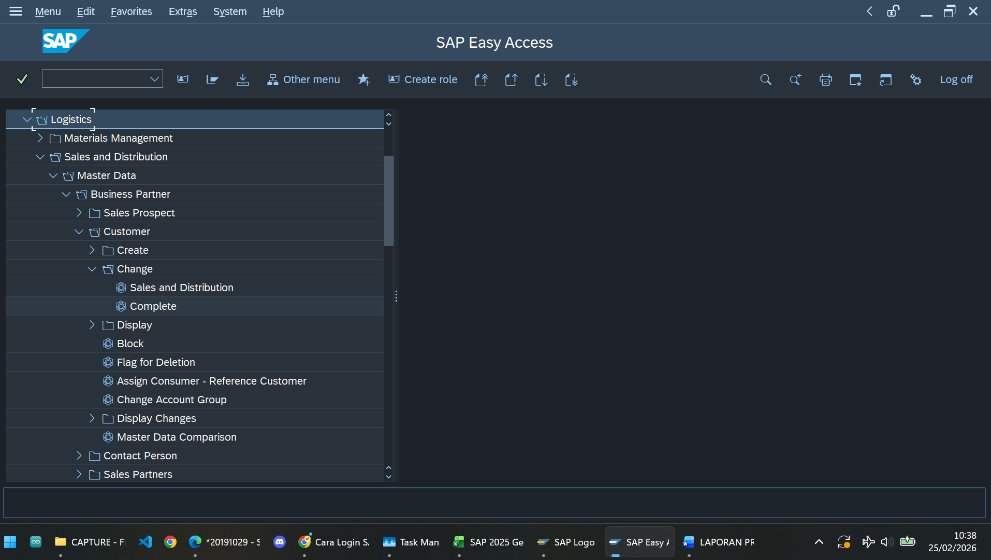 Menu Edit Favorites Extras System Help
SAP
SAP Easy Access
Other menu
Create role
Log off
Logistics
Materials Management
Sales and Distribution
Master Data
Business Partner
Sales Prospect
Customer
Create
Change
Sales and Distribution
Complete
Display
Block
Flag for Deletion
Assign Consumer - Reference Customer
Change Account Group
Display Changes
Master Data Comparison
Contact Person
Sales Partners
CAPTURE - F
*20191029 - S
Cara Login S.
Task Man
SAP 2025 Ge
SAP Logo
SAP Easy A
LAPORAN PR
10:38
25/02/2026